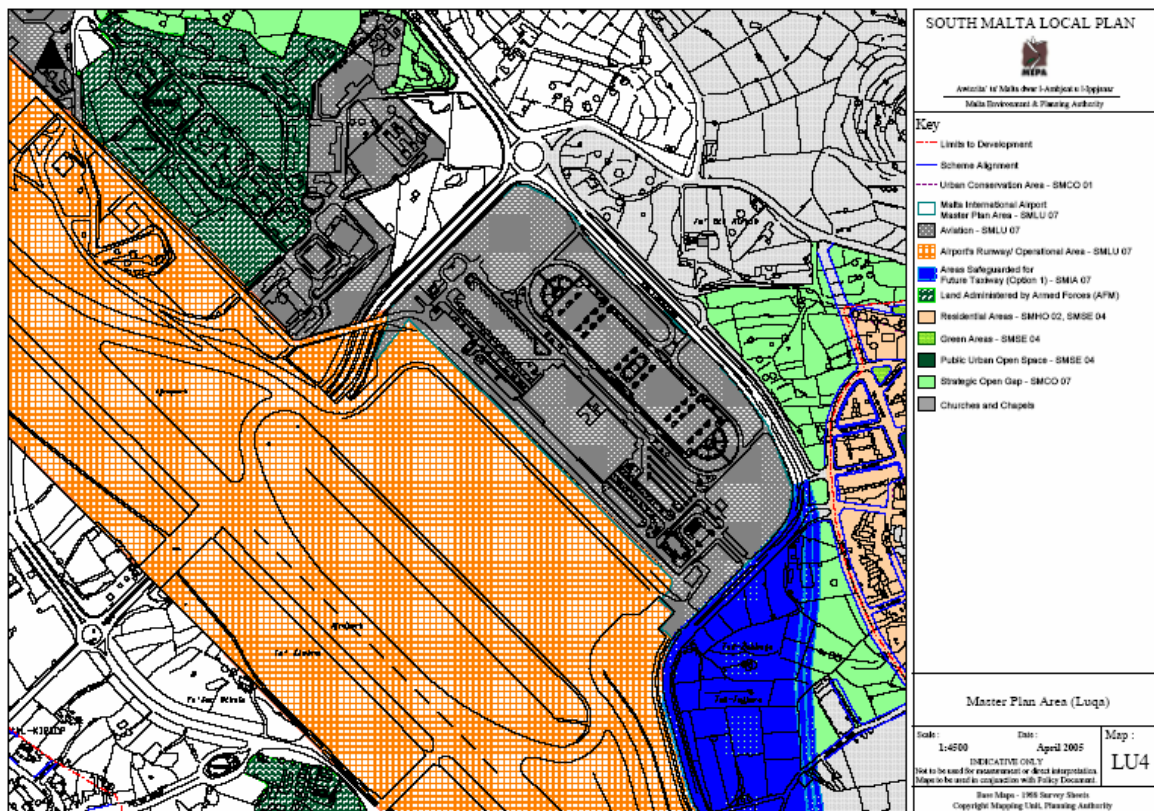 SOUTH MALTA LOCAL PLAN
MEPA
Awtorita' ta' Malta dwar l-Ambjent u l-Ippjanar
Malta Environment & Planning Authority
Key
Limits to Development
Scheme Alignment
Urban Conservation Area - SMCO 01
Malta International Airport
Master Plan Area - SMLU 07
Aviation - SMLU 07
Airport's Runway/ Operational Area - SMLU 07
Areas Safeguarded for
Future Taxiway (Option 1) - SMIA 07
Land Administered by Armed Forces (AFM)
Residential Areas - SMHO 02, SMSE 04
Green Areas - SMSE 04
Public Urban Open Space - SMSE 04
Strategic Open Gap - SMCO 07
Churches and Chapels
Master Plan Area (Luqa)
Scale :
1:4500
Date :
April 2005
Map :
LU4
INDICATIVE ONLY
Not to be used for measurement or direct interpretation.
Maps to be used in conjunction with Policy Document.
Base Maps - 1988 Survey Sheets
Copyright Mapping Unit, Planning Authority